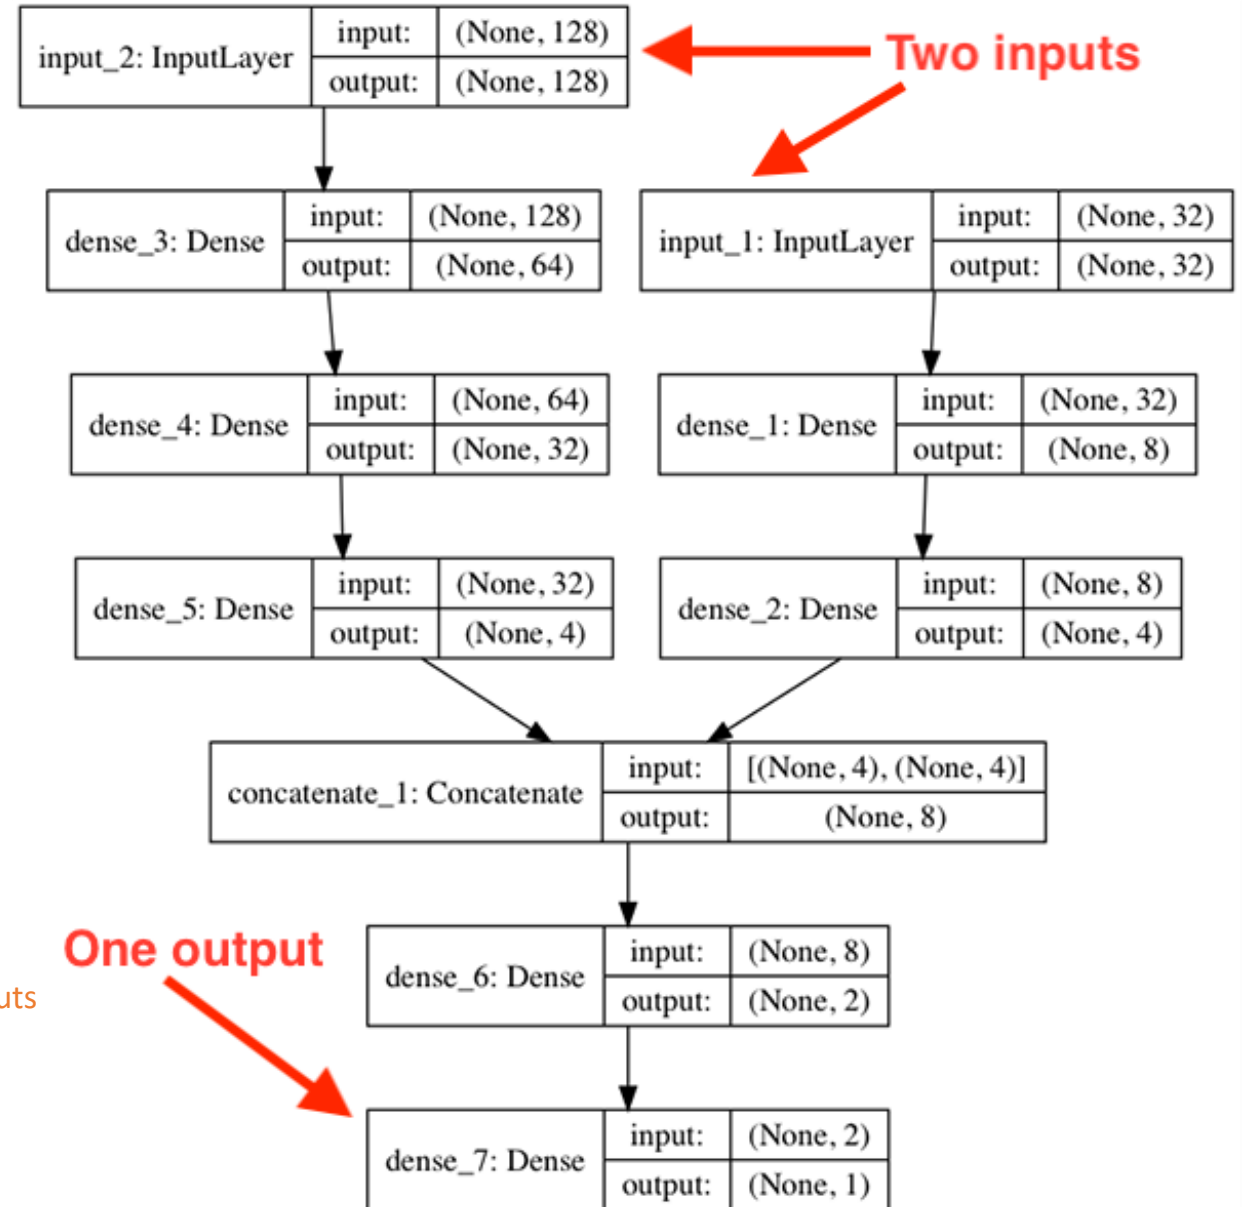 input_2: InputLayer
input: (None, 128)
output: (None, 128)
Two inputs
dense_3: Dense
input: (None, 128)
output: (None, 64)
input_1: InputLayer
input: (None, 32)
output: (None, 32)
dense_4: Dense
input: (None, 64)
output: (None, 32)
dense_1: Dense
input: (None, 32)
output: (None, 8)
dense_5: Dense
input: (None, 32)
output: (None, 4)
dense_2: Dense
input: (None, 8)
output: (None, 4)
concatenate_1: Concatenate
input: [(None, 4), (None, 4)]
output: (None, 8)
One output
uts
dense_6: Dense
input: (None, 8)
output: (None, 2)
dense_7: Dense
input: (None, 2)
output: (None, 1)